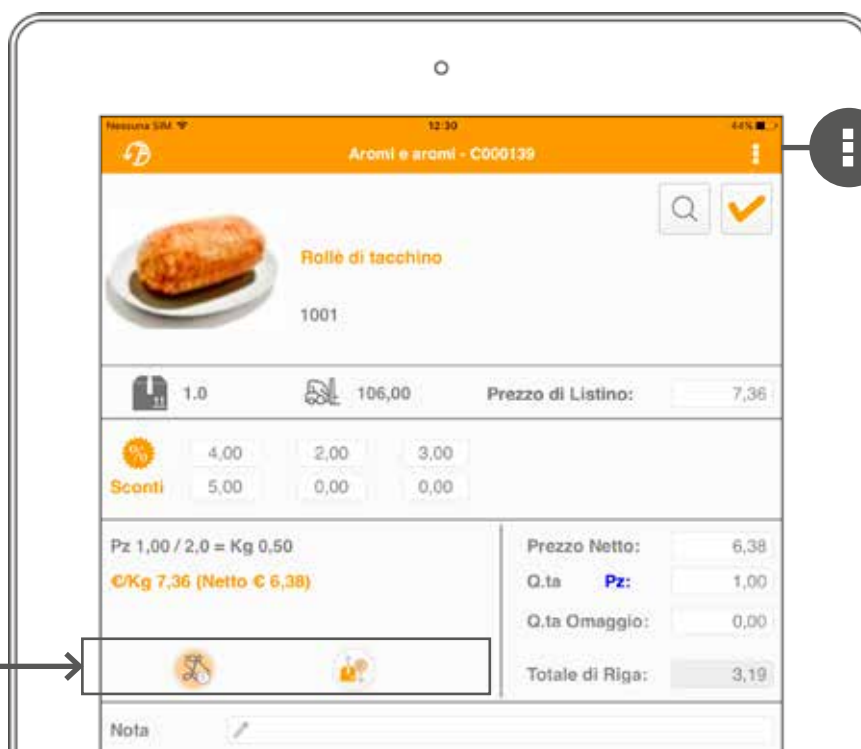 Nessuna SIM 12:30 44%
Aromi e aromi - C000139
Rollè di tacchino
1001
1.0 106,00 Prezzo di Listino: 7,36
4,00 2,00 3,00
Sconti 5,00 0,00 0,00
Pz 1,00 / 2,0 = Kg 0,50
€/Kg 7,36 (Netto € 6,38)
Prezzo Netto: 6,38
Q.ta Pz: 1,00
Q.ta Omaggio: 0,00
Totale di Riga: 3,19
Nota